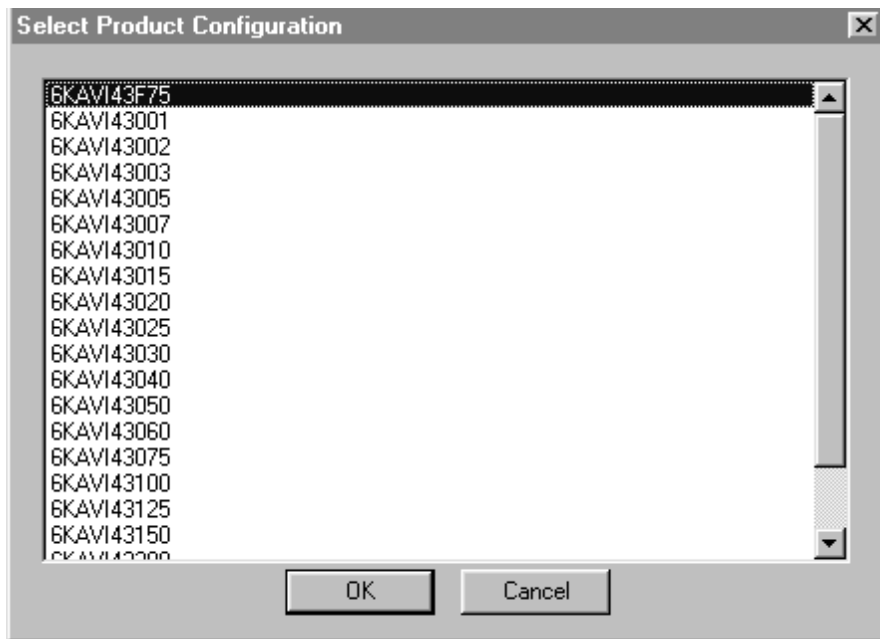 Select Product Configuration
6KAVI43F75
6KAVI43001
6KAVI43002
6KAVI43003
6KAVI43005
6KAVI43007
6KAVI43010
6KAVI43015
6KAVI43020
6KAVI43025
6KAVI43030
6KAVI43040
6KAVI43050
6KAVI43060
6KAVI43075
6KAVI43100
6KAVI43125
6KAVI43150
OK Cancel